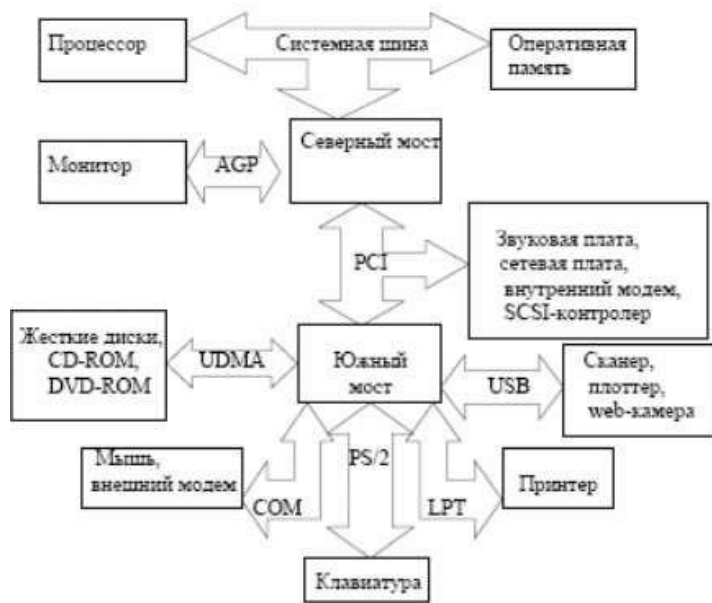 Процессор
Системная шина
Оперативная
память
Северный мост
Монитор
AGP
PCI
Звуковая плата,
сетевая плата,
внутренний модем,
SCSI-контролер
Жесткие диски,
CD-ROM,
DVD-ROM
UDMA
Южный
мост
USB
Сканер,
плоттер,
web-камера
Мышь,
внешний модем
COM
PS/2
LPT
Принтер
Клавиатура